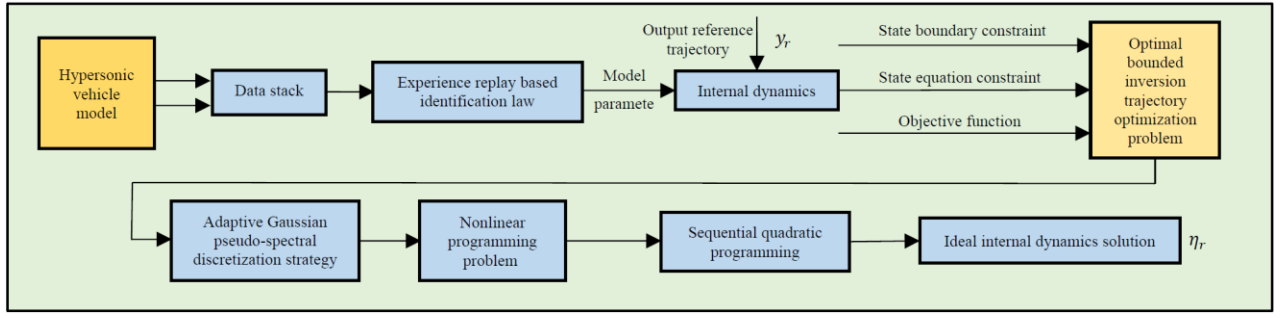 Hypersonic
vehicle
model
Data stack
Experience replay based
identification law
Model
paramete
Output reference
trajectory
y_r
Internal dynamics
State boundary constraint
State equation constraint
Objective function
Optimal
bounded
inversion
trajectory
optimization
problem
Adaptive Gaussian
pseudo-spectral
discretization strategy
Nonlinear
programming
problem
Sequential quadratic
programming
Ideal internal dynamics solution
η_r